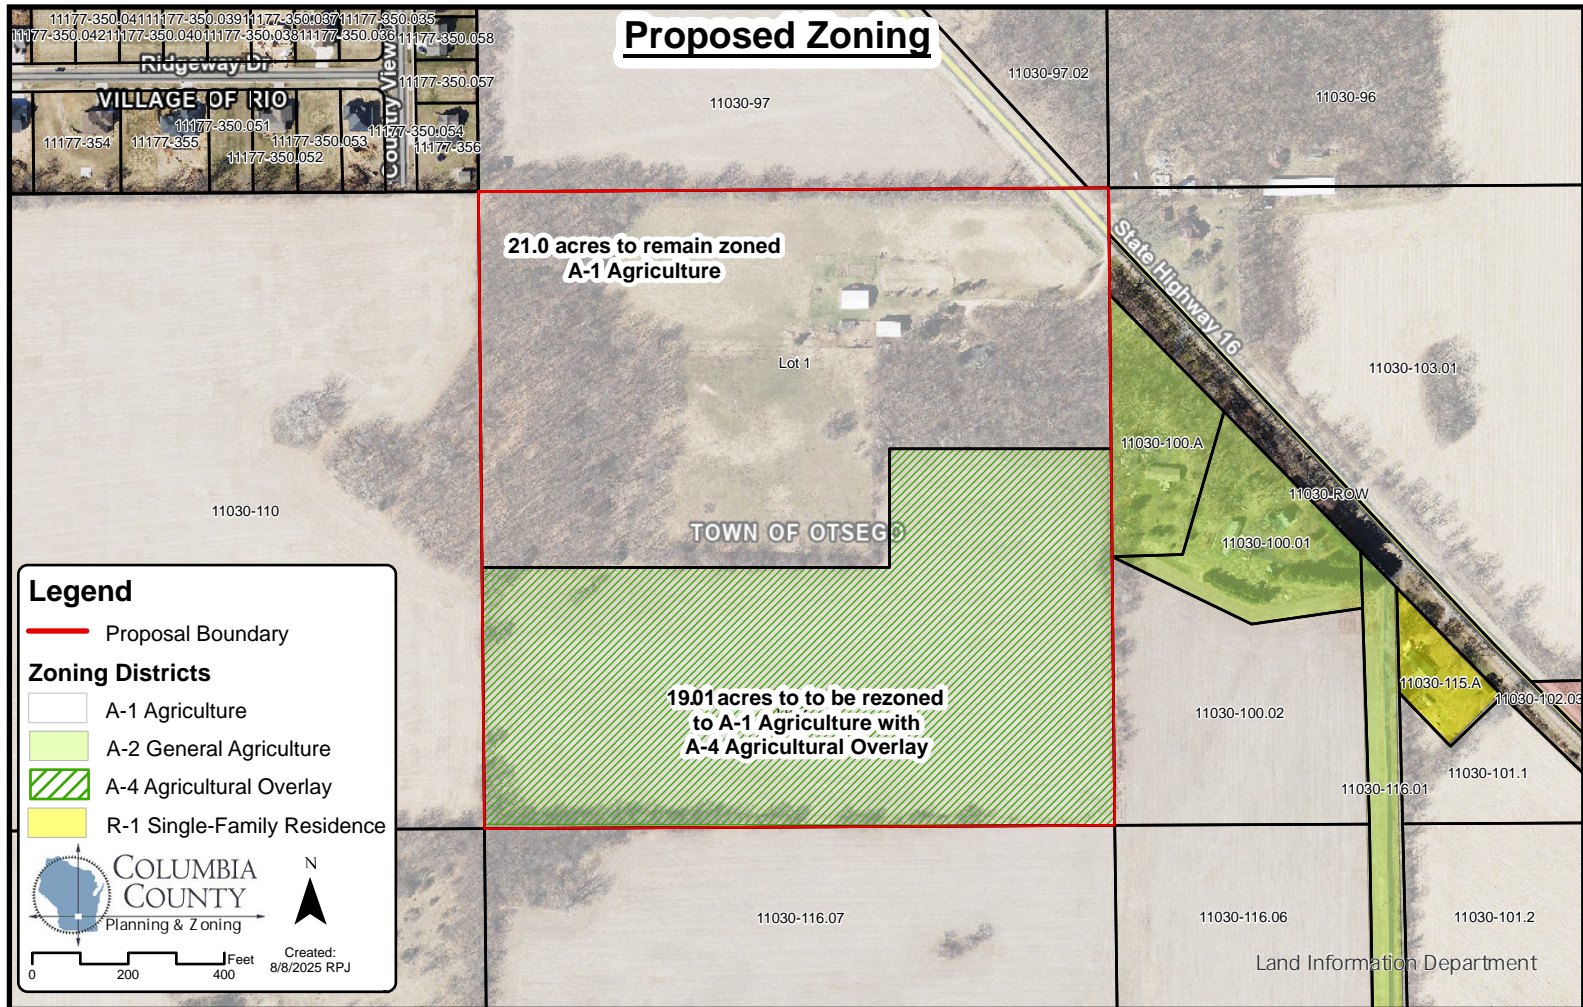 Proposed Zoning
11177-350.041
11177-350.039
11177-350.037
11177-350.035
11177-350.042
11177-350.040
11177-350.038
11177-350.036
11177-350.058
Ridgeway Dr
Country View
11177-350.057
VILLAGE OF RIO
11177-350.051
11177-350.054
11177-354
11177-355
11177-350.053
11177-356
11177-350.052
11030-97
11030-97.02
11030-96
21.0 acres to remain zoned
A-1 Agriculture
State Highway 16
Lot 1
11030-103.01
11030-100.A
11030-ROW
11030-110
TOWN OF OTSEGO
11030-100.01
19.01 acres to to be rezoned
to A-1 Agriculture with
A-4 Agricultural Overlay
11030-115.A
11030-102.03
11030-100.02
11030-101.1
11030-116.01
11030-116.07
11030-116.06
11030-101.2
Legend
Proposal Boundary
Zoning Districts
A-1 Agriculture
A-2 General Agriculture
A-4 Agricultural Overlay
R-1 Single-Family Residence
COLUMBIA
COUNTY
Planning & Zoning
N
Created:
8/8/2025 RPJ
Feet
0 200 400
Land Information Department